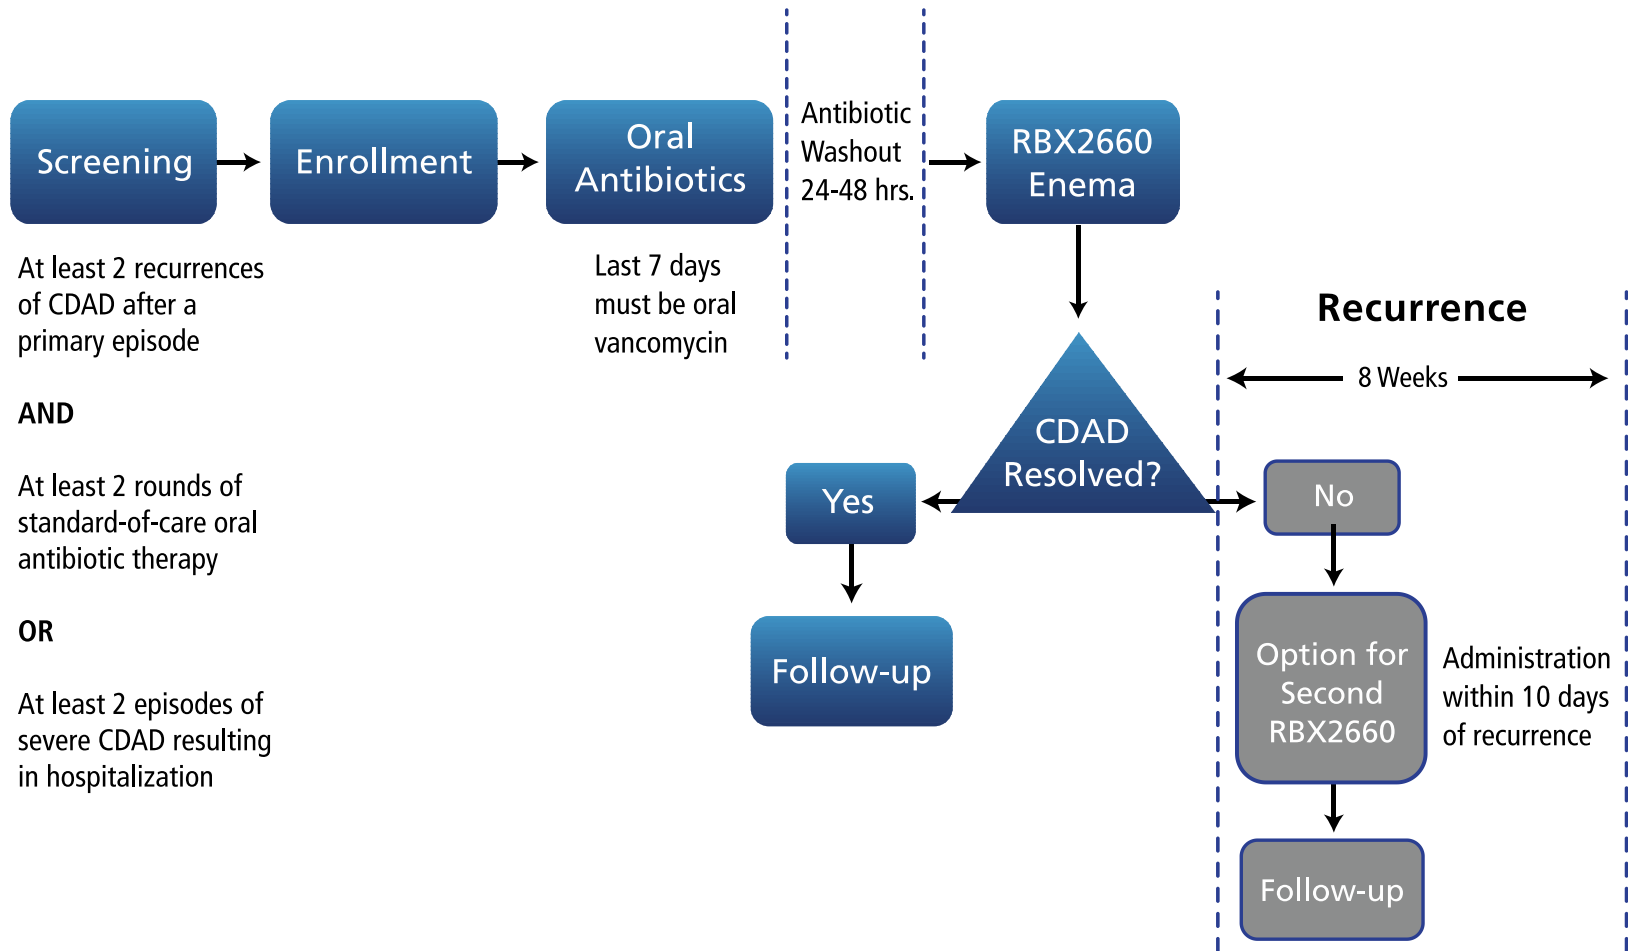 Screening
Enrollment
Oral
Antibiotics
Antibiotic
Washout
24-48 hrs.
RBX2660
Enema
At least 2 recurrences
of CDAD after a
primary episode
AND
At least 2 rounds of
standard-of-care oral
antibiotic therapy
OR
At least 2 episodes of
severe CDAD resulting
in hospitalization
Last 7 days
must be oral
vancomycin
CDAD
Resolved?
Yes
Follow-up
Recurrence
8 Weeks
No
Option for
Second
RBX2660
Administration
within 10 days
of recurrence
Follow-up